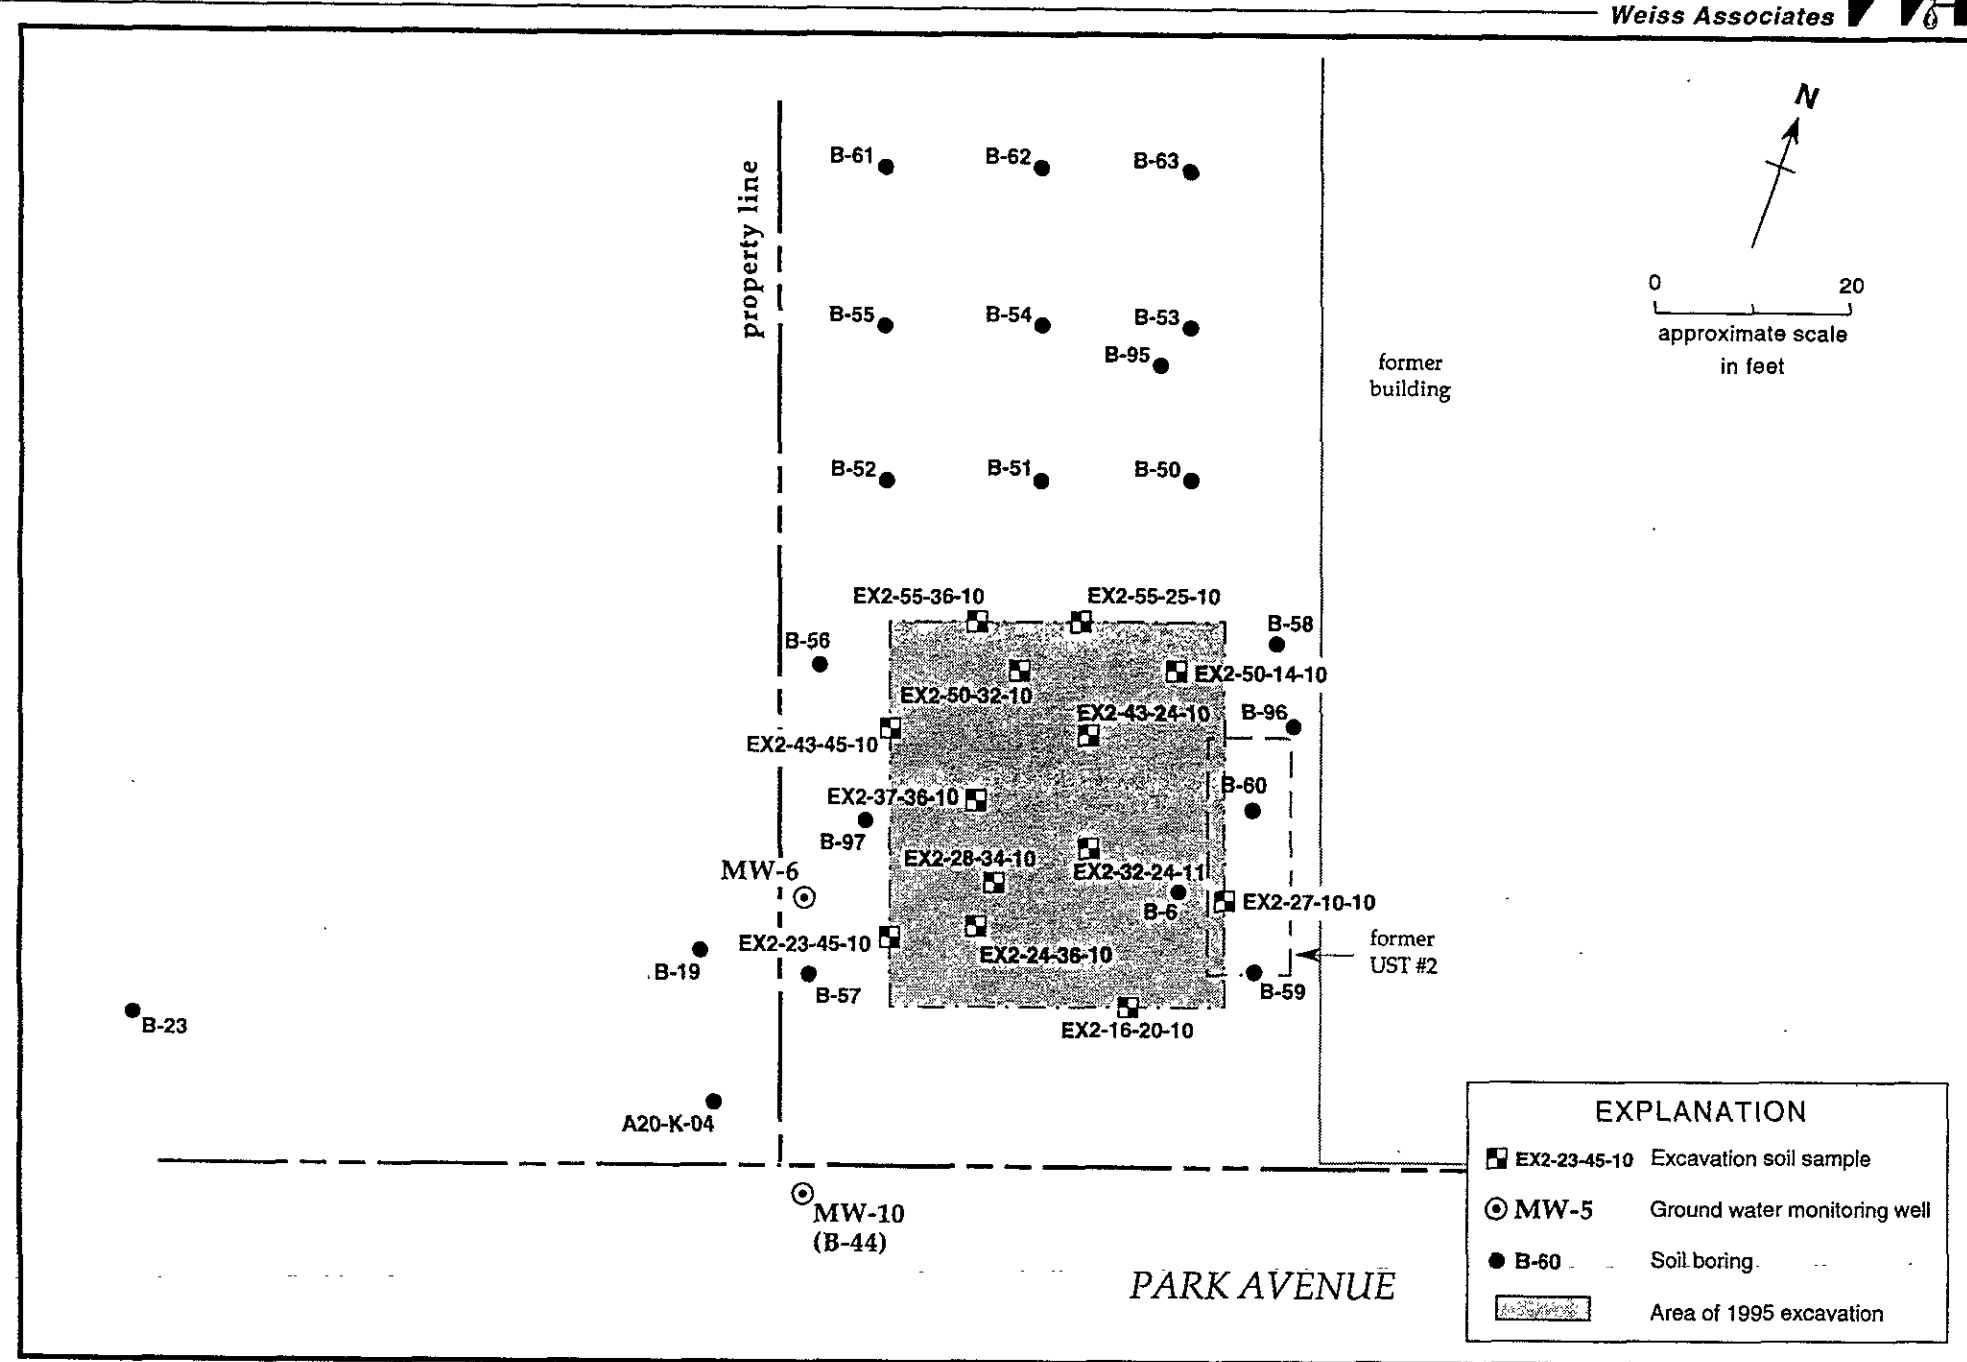 Weiss Associates
N
B-61
B-62
B-63
property line
0
20
approximate scale
in feet
B-55
B-54
B-53
B-95
former
building
B-52
B-51
B-50
EX2-55-36-10
EX2-55-25-10
B-58
B-56
EX2-50-14-10
EX2-50-32-10
EX2-43-24-10
B-96
EX2-43-45-10
B-60
EX2-37-36-10
B-97
EX2-28-34-10
MW-6
EX2-32-24-11
B-6
EX2-27-10-10
EX2-23-45-10
EX2-24-36-10
former
UST #2
B-19
B-57
B-59
B-23
EX2-16-20-10
A20-K-04
MW-10
(B-44)
PARK AVENUE
EXPLANATION
EX2-23-45-10 Excavation soil sample
MW-5 Ground water monitoring well
B-60 Soil boring
Area of 1995 excavation